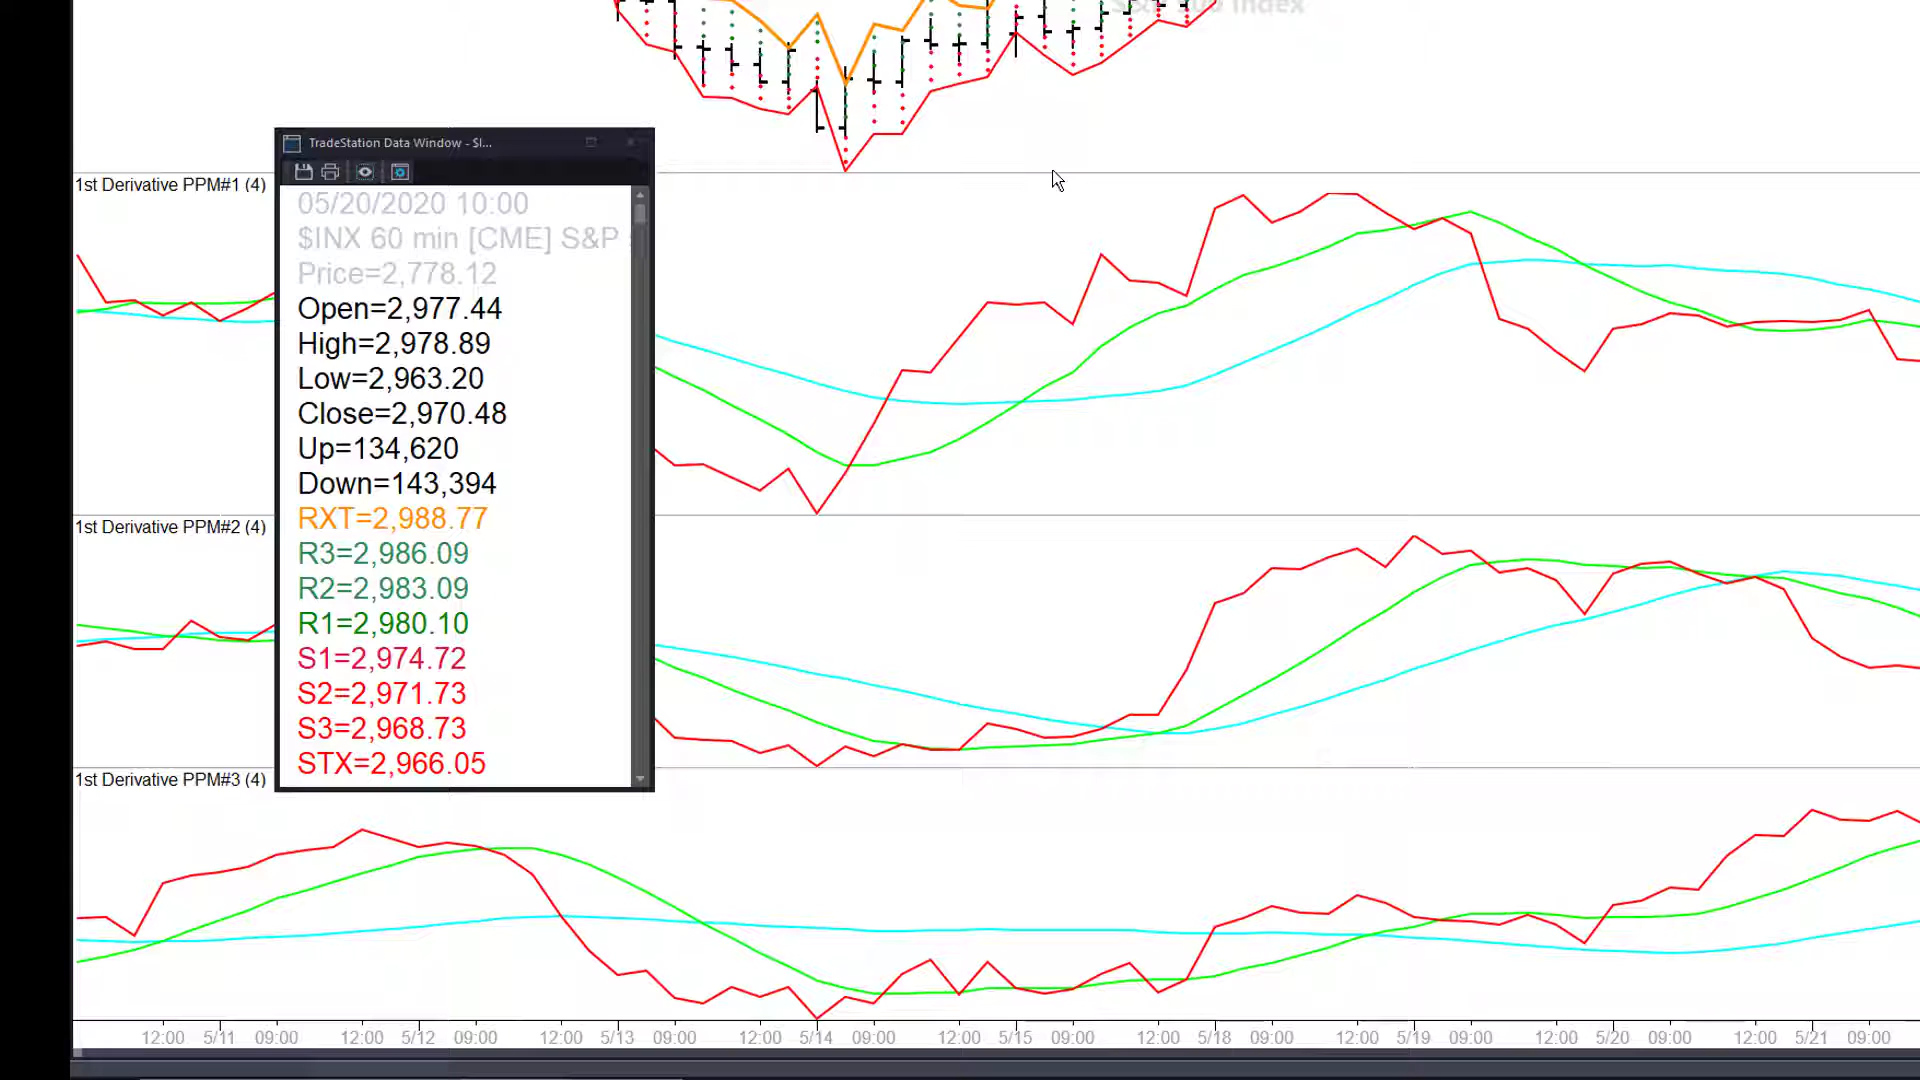 S&P 500 Index
TradeStation Data Window - $I...
1st Derivative PPM#1 (4)
05/20/2020 10:00
$INX 60 min [CME] S&P
Price=2,778.12
Open=2,977.44
High=2,978.89
Low=2,963.20
Close=2,970.48
Up=134,620
Down=143,394
RXT=2,988.77
1st Derivative PPM#2 (4)
R3=2,986.09
R2=2,983.09
R1=2,980.10
S1=2,974.72
S2=2,971.73
S3=2,968.73
STX=2,966.05
1st Derivative PPM#3 (4)
12:00 5/11 09:00 12:00 5/12 09:00 12:00 5/13 09:00 12:00 5/14 09:00 12:00 5/15 09:00 12:00 5/18 09:00 12:00 5/19 09:00 12:00 5/20 09:00 12:00 5/21 09:00